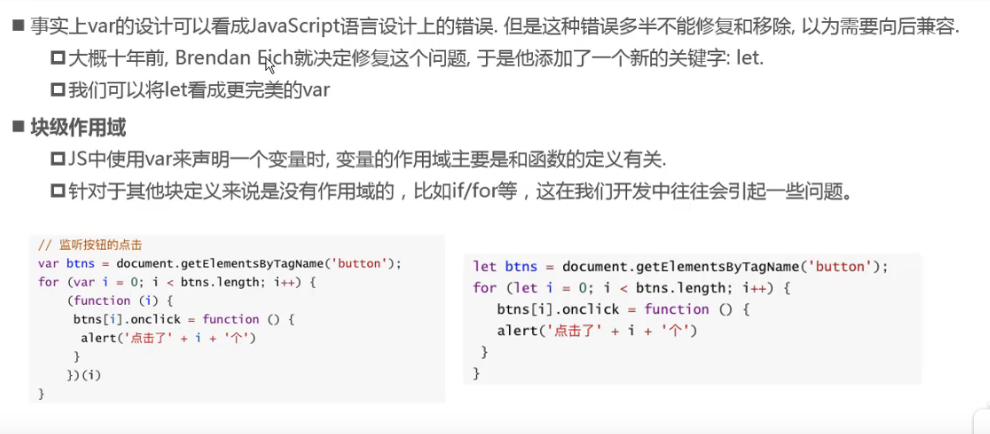 事实上var的设计可以看成JavaScript语言设计上的错误. 但是这种错误多半不能修复和移除, 以为需要向后兼容.
大概十年前, Brendan Eich就决定修复这个问题, 于是他添加了一个新的关键字: let.
我们可以将let看成更完美的var
块级作用域
JS中使用var来声明一个变量时, 变量的作用域主要是和函数的定义有关.
针对于其他块定义来说是没有作用域的，比如if/for等，这在我们开发中往往会引起一些问题。
// 监听按钮的点击
var btns = document.getElementsByTagName('button');
for (var i = 0; i < btns.length; i++) {
(function (i) {
btns[i].onclick = function () {
alert('点击了' + i + '个')
}
})(i)
}
let btns = document.getElementsByTagName('button');
for (let i = 0; i < btns.length; i++) {
btns[i].onclick = function () {
alert('点击了' + i + '个')
}
}